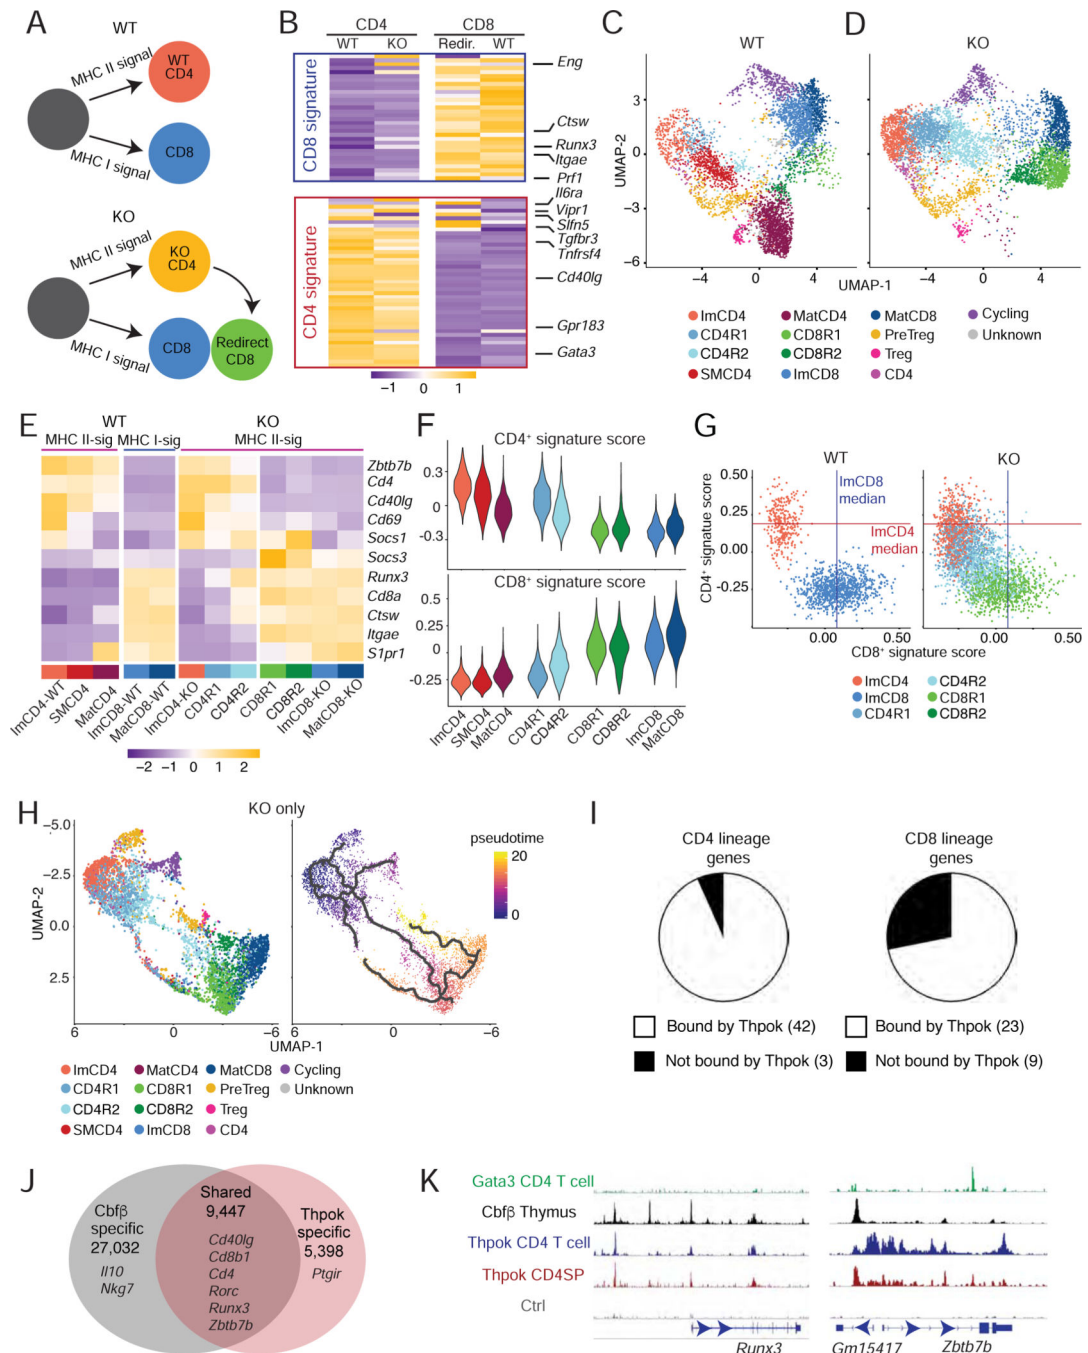 A
WT
MHC II signal
WT
CD4
CD8
MHC I signal
KO
MHC II signal
KO
CD4
CD8
Redirect
CD8
MHC I signal
B
CD4
CD8
WT
KO
Redir.
WT
CD8 signature
CD4 signature
Eng
Ctsw
Runx3
Itgae
Prf1
Il6ra
Vipr1
Slfn5
Tgfbr3
Tnfrsf4
Cd40lg
Gpr183
Gata3
−1
0
1
C
WT
D
KO
UMAP-2
3
0
−3
−6
−4
0
4
−4
0
4
UMAP-1
ImCD4
MatCD4
MatCD8
Cycling
CD4R1
CD8R1
PreTreg
Unknown
CD4R2
CD8R2
Treg
SMCD4
ImCD8
CD4
E
WT
KO
MHC II-sig
MHC I-sig
MHC II-sig
Zbtb7b
Cd4
Cd40lg
Cd69
Socs1
Socs3
Runx3
Cd8a
Ctsw
Itgae
S1pr1
ImCD4-WT
SMCD4
MatCD4
ImCD8-WT
MatCD8-WT
ImCD4-KO
CD4R1
CD4R2
CD8R1
CD8R2
ImCD8-KO
MatCD8-KO
−2
−1
0
1
2
F
CD4⁺ signature score
0.3
0
−0.3
CD8⁺ signature score
0.5
0.25
0
−0.25
ImCD4
SMCD4
MatCD4
CD4R1
CD4R2
CD8R1
CD8R2
ImCD8
MatCD8
G
WT
KO
ImCD8
median
ImCD4
median
CD4⁺ signatue score
0.50
0.25
0.00
−0.25
0.00
0.50
0.00
0.50
CD8⁺ signature score
ImCD4
CD4R2
ImCD8
CD8R1
CD4R1
CD8R2
H
KO only
UMAP-2
−5.0
−2.5
0.0
2.5
6
0
−6
6
0
−6
UMAP-1
pseudotime
20
0
ImCD4
MatCD4
MatCD8
Cycling
CD4R1
CD8R1
PreTreg
Unknown
CD4R2
CD8R2
Treg
SMCD4
ImCD8
CD4
I
CD4 lineage
genes
CD8 lineage
genes
Bound by Thpok (42)
Bound by Thpok (23)
Not bound by Thpok (3)
Not bound by Thpok (9)
J
Cbfβ
specific
27,032
Il10
Nkg7
Shared
9,447
Cd40lg
Cd8b1
Cd4
Rorc
Runx3
Zbtb7b
Thpok
specific
5,398
Ptgir
K
Gata3 CD4 T cell
Cbfβ Thymus
Thpok CD4 T cell
Thpok CD4SP
Ctrl
Runx3
Gm15417
Zbtb7b